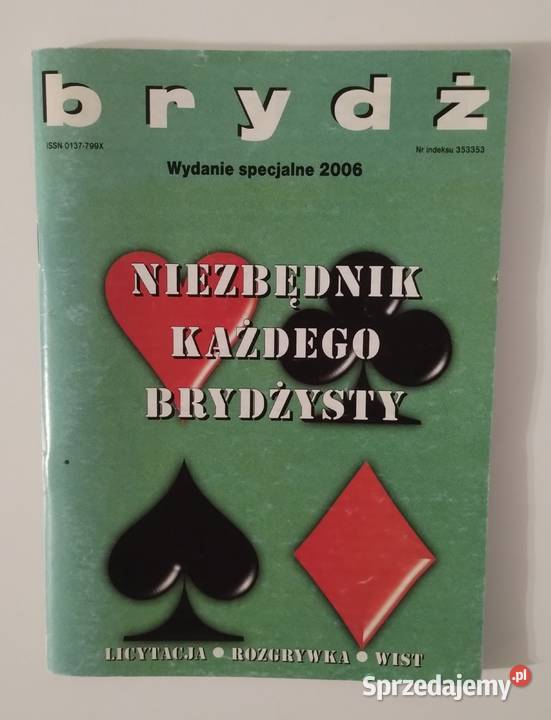 brydż
ISSN 0137-799X
Nr indeksu 353353
Wydanie specjalne 2006
NIEZBĘDNIK
KAŻDEGO
BRYDŻYSTY
LICYTACJA ● ROZGRYWKA ● WIST
Sprzedajemy.pl